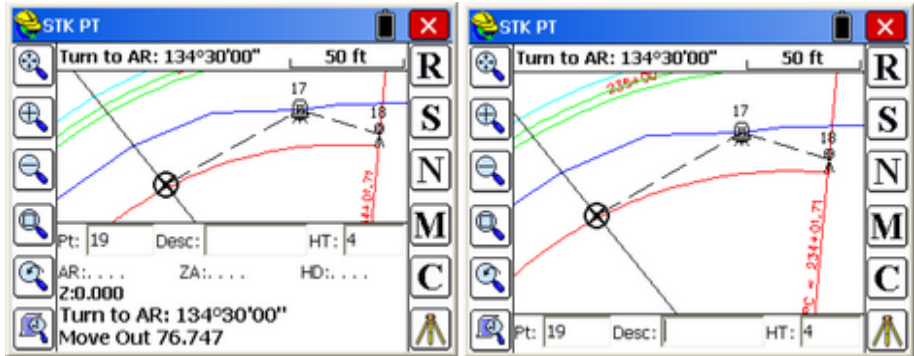 STK PT
Turn to AR: 134°30'00" 50 ft
R
17
18
S
N
M
Pt: 19 Desc: HT: 4
AR:. . . . ZA:. . . . HD:. . . .
C
2:0.000
Turn to AR: 134°30'00"
Move Out 76.747
STK PT
Turn to AR: 134°30'00" 50 ft
R
17
18
S
N
M
PC = 234+01.71
C
Pt: 19 Desc: HT: 4